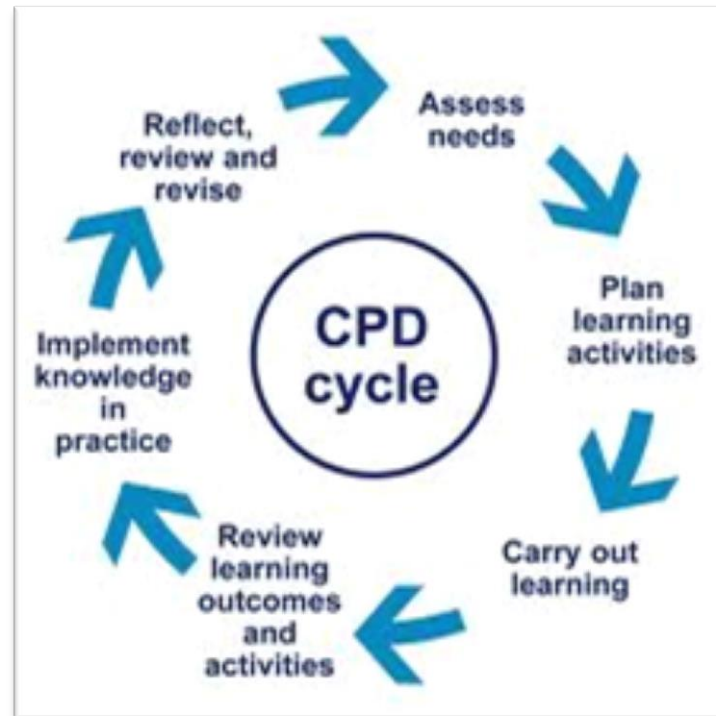 CPD
cycle
Assess
needs
Plan
learning
activities
Carry out
learning
Review
learning
outcomes
and
activities
Implement
knowledge
in
practice
Reflect,
review and
revise